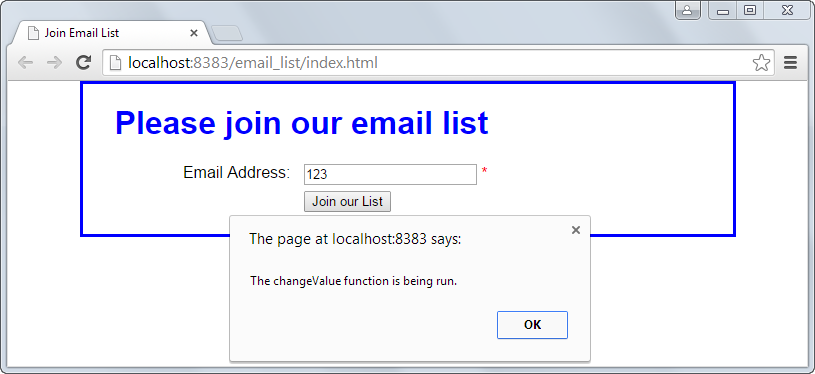 Join Email List
localhost:8383/email_list/index.html
Please join our email list
Email Address: 123 *
Join our List
The page at localhost:8383 says:
The changeValue function is being run.
OK